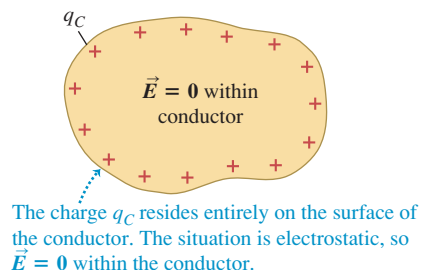 q_C
+ + + + + + + + + + + + + + + + +
E⃗ = 0 within
conductor
The charge q_C resides entirely on the surface of
the conductor. The situation is electrostatic, so
E⃗ = 0 within the conductor.